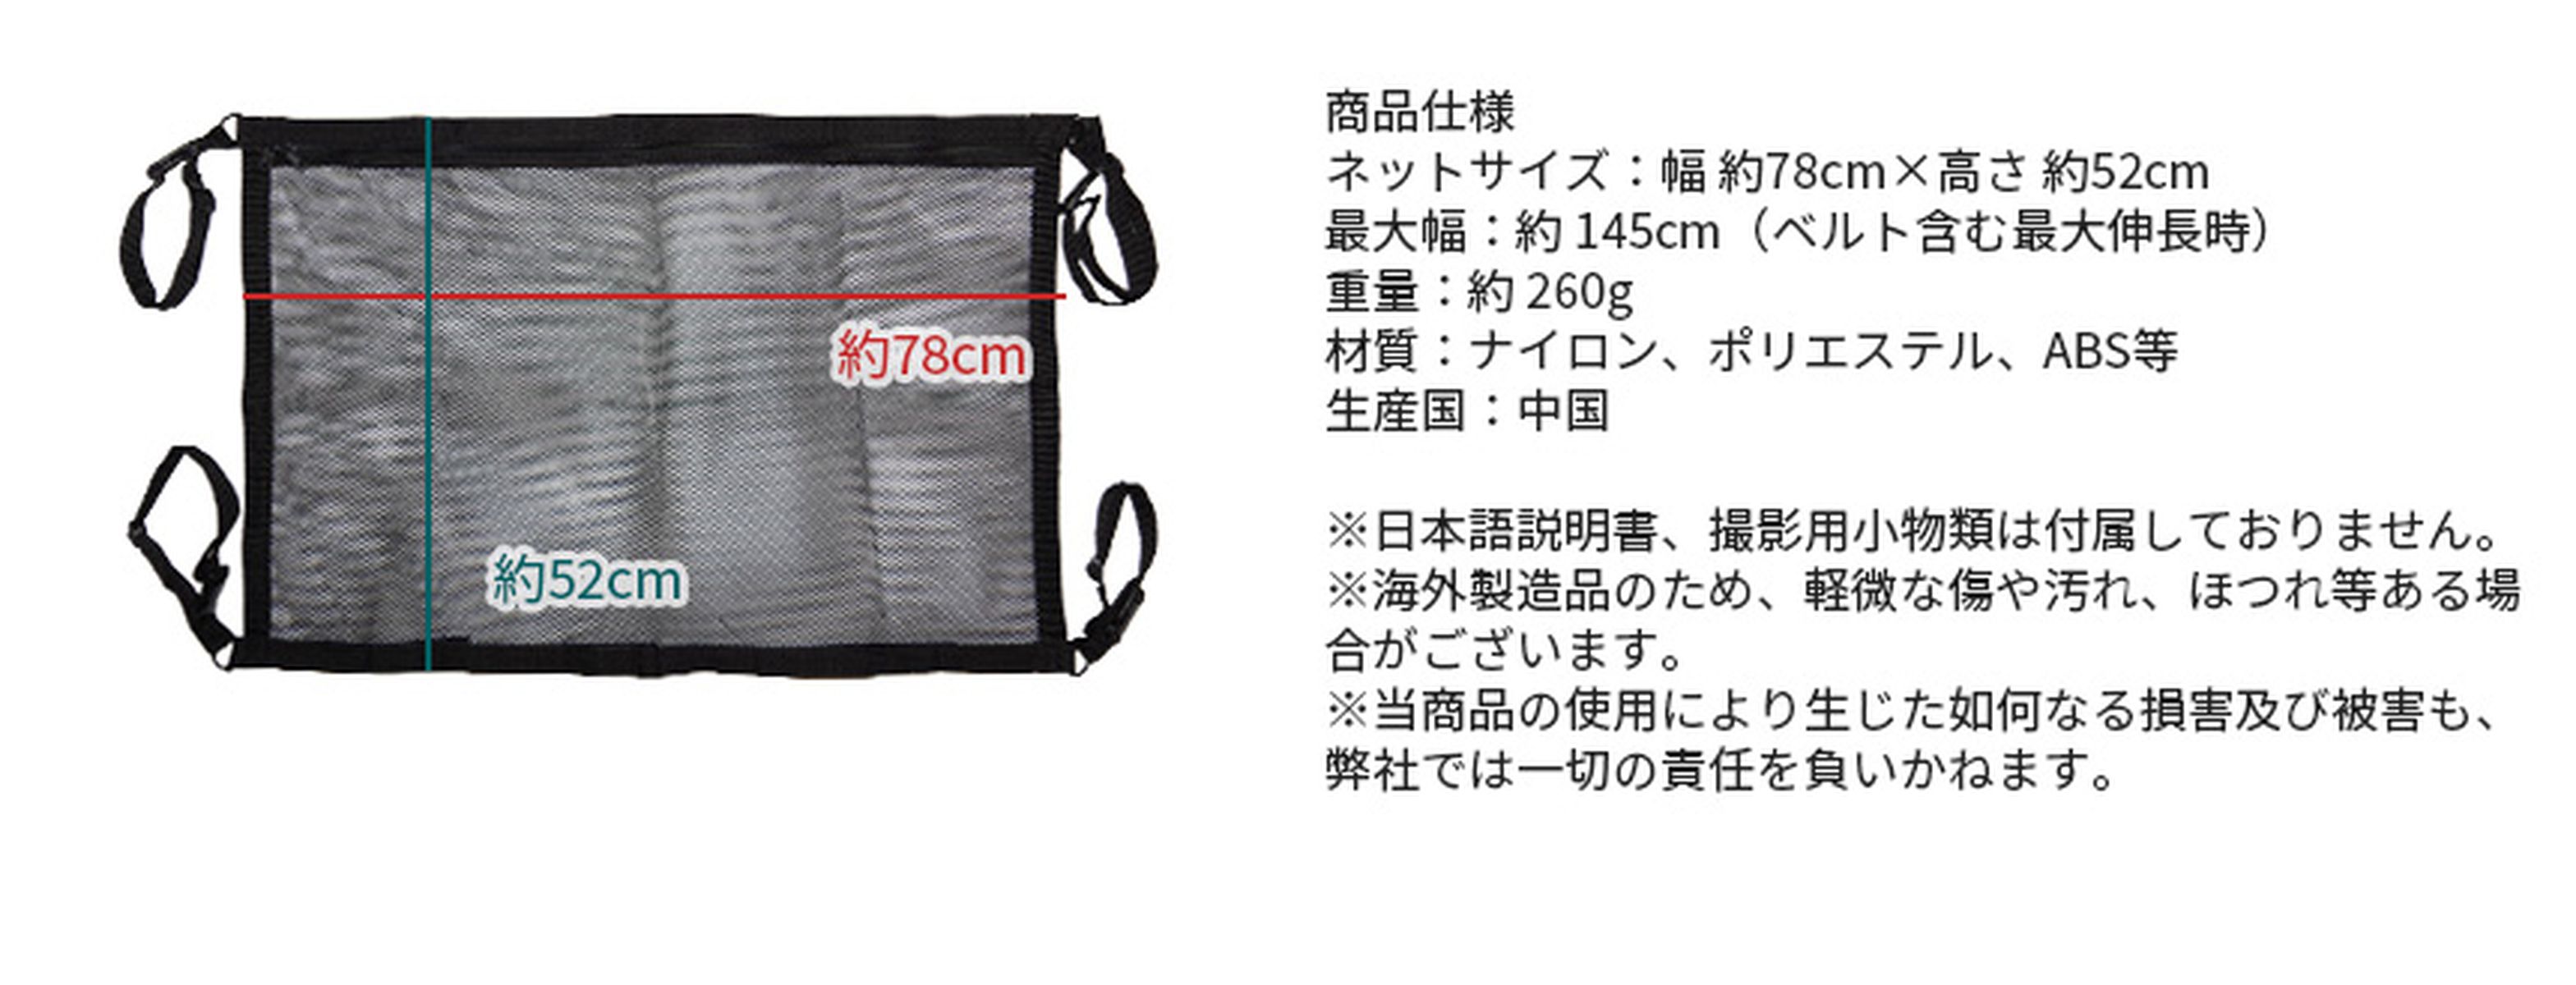 約78cm
約52cm
商品仕様
ネットサイズ：幅 約78cm×高さ 約52cm
最大幅：約 145cm（ベルト含む最大伸長時）
重量：約 260g
材質：ナイロン、ポリエステル、ABS等
生産国：中国
※日本語説明書、撮影用小物類は付属しておりません。
※海外製造品のため、軽微な傷や汚れ、ほつれ等ある場
合がございます。
※当商品の使用により生じた如何なる損害及び被害も、
弊社では一切の責任を負いかねます。